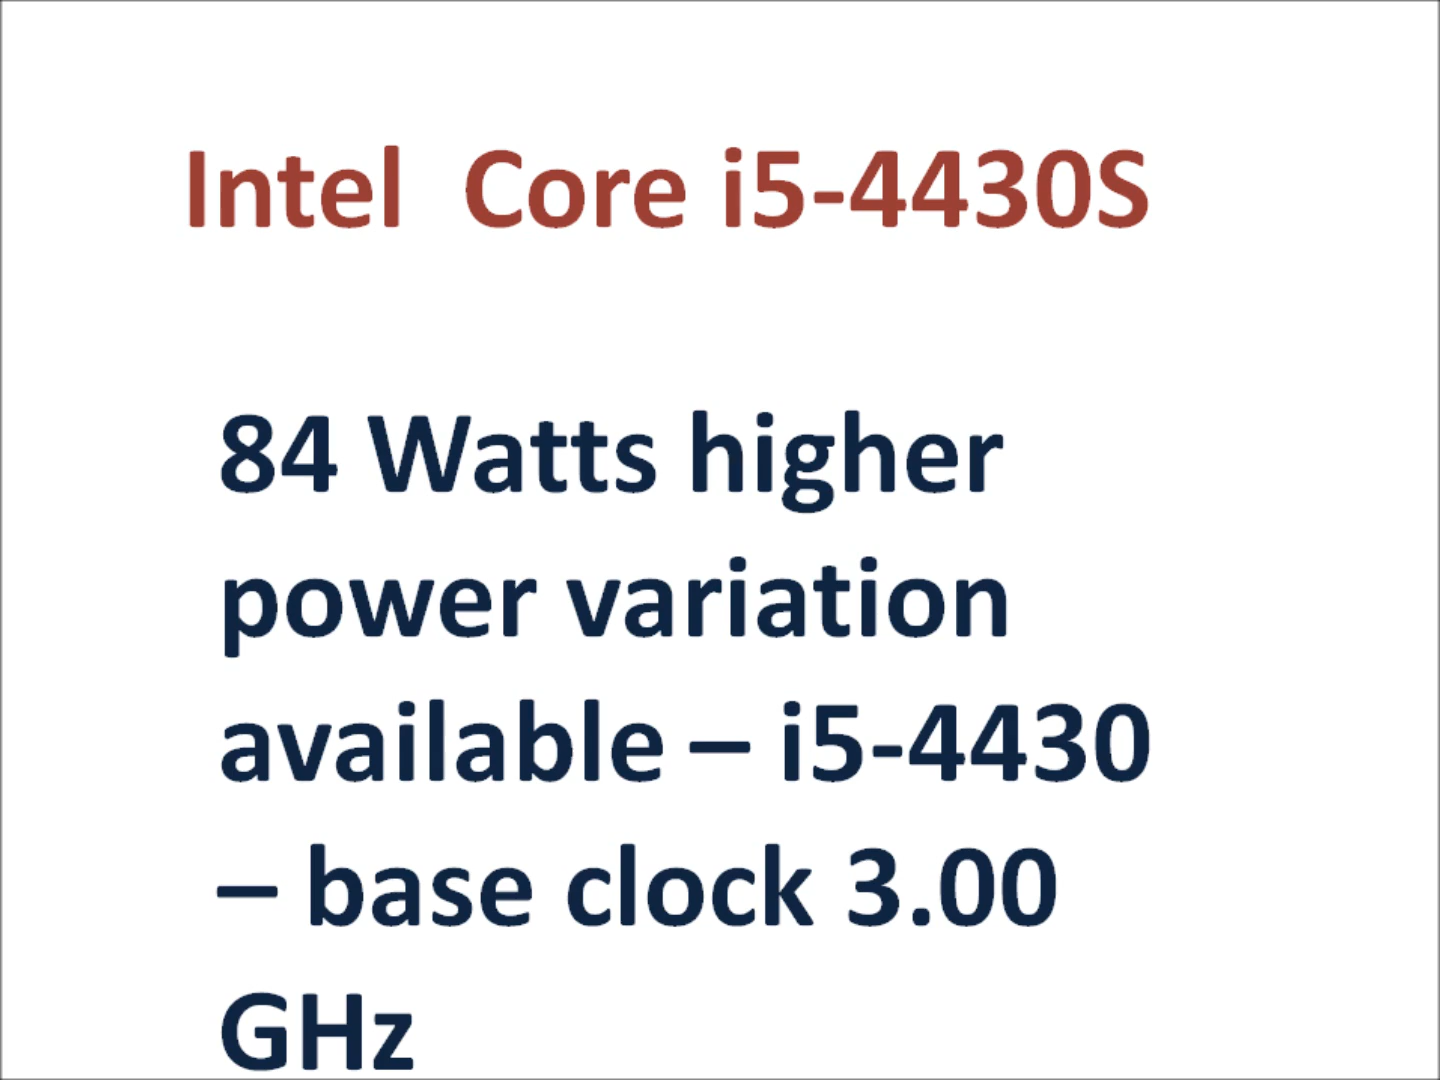 Intel  Core i5-4430S
84 Watts higher
power variation
available – i5-4430
– base clock 3.00
GHz